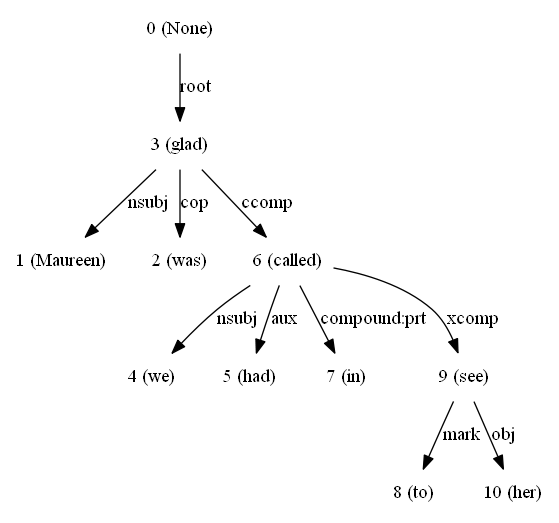 0 (None)
root
3 (glad)
nsubj cop ccomp
1 (Maureen) 2 (was) 6 (called)
nsubj aux compound:prt xcomp
4 (we) 5 (had) 7 (in) 9 (see)
mark obj
8 (to) 10 (her)